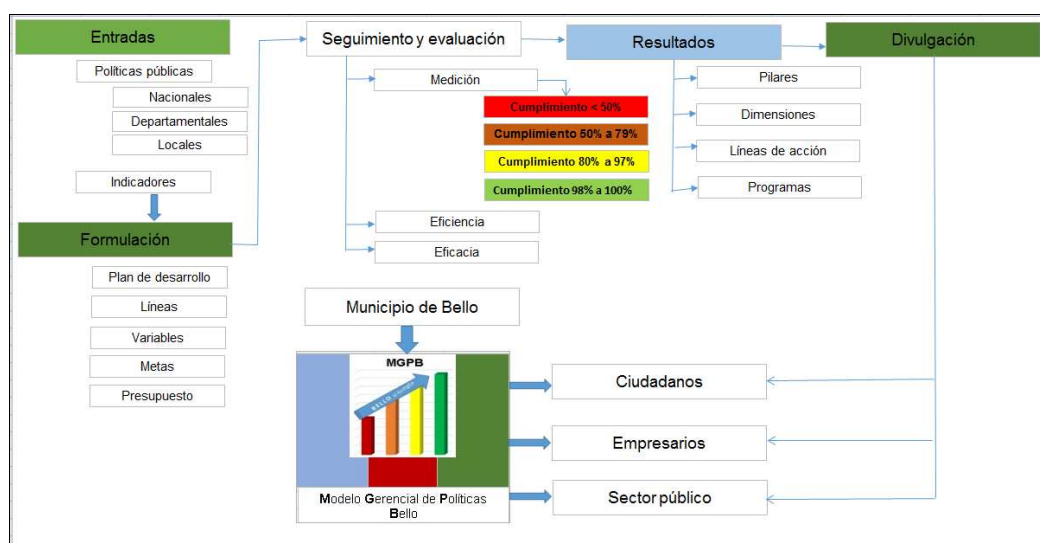 Entradas
Políticas públicas
Nacionales
Departamentales
Locales
Indicadores
Formulación
Plan de desarrollo
Líneas
Variables
Metas
Presupuesto
Seguimiento y evaluación
Medición
Cumplimiento < 50%
Cumplimiento 50% a 79%
Cumplimiento 80% a 97%
Cumplimiento 98% a 100%
Eficiencia
Eficacia
Resultados
Pilares
Dimensiones
Líneas de acción
Programas
Divulgación
Municipio de Bello
MGPB
BELLO
Modelo Gerencial de Políticas
Bello
Ciudadanos
Empresarios
Sector público